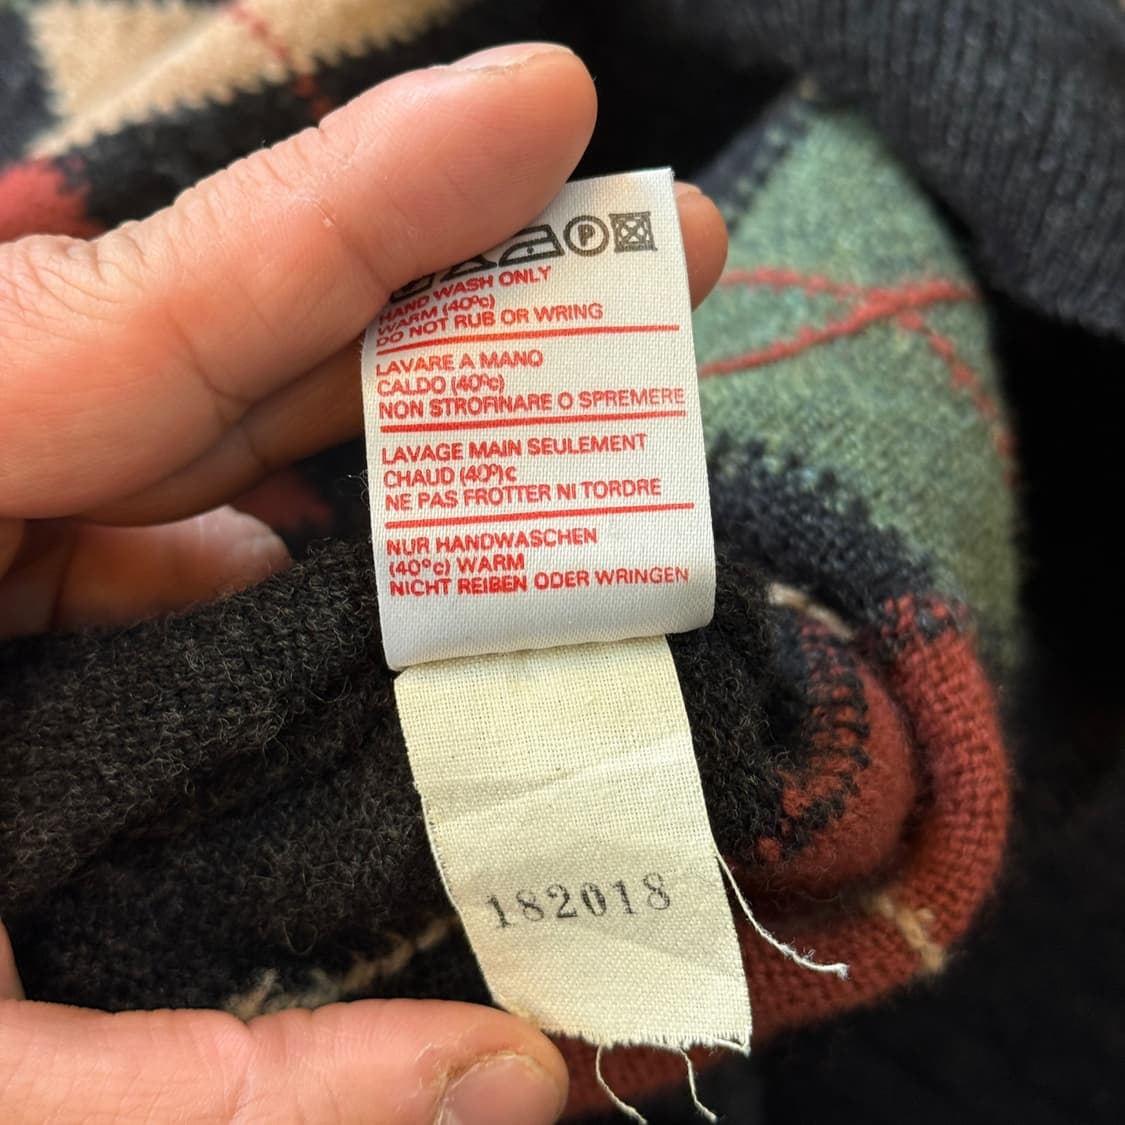 P
HAND WASH ONLY
WARM (40°c)
DO NOT RUB OR WRING
LAVARE A MANO
CALDO (40°c)
NON STROFINARE O SPREMERE
LAVAGE MAIN SEULEMENT
CHAUD (40°)c
NE PAS FROTTER NI TORDRE
NUR HANDWASCHEN
(40°c) WARM
NICHT REIBEN ODER WRINGEN
182018